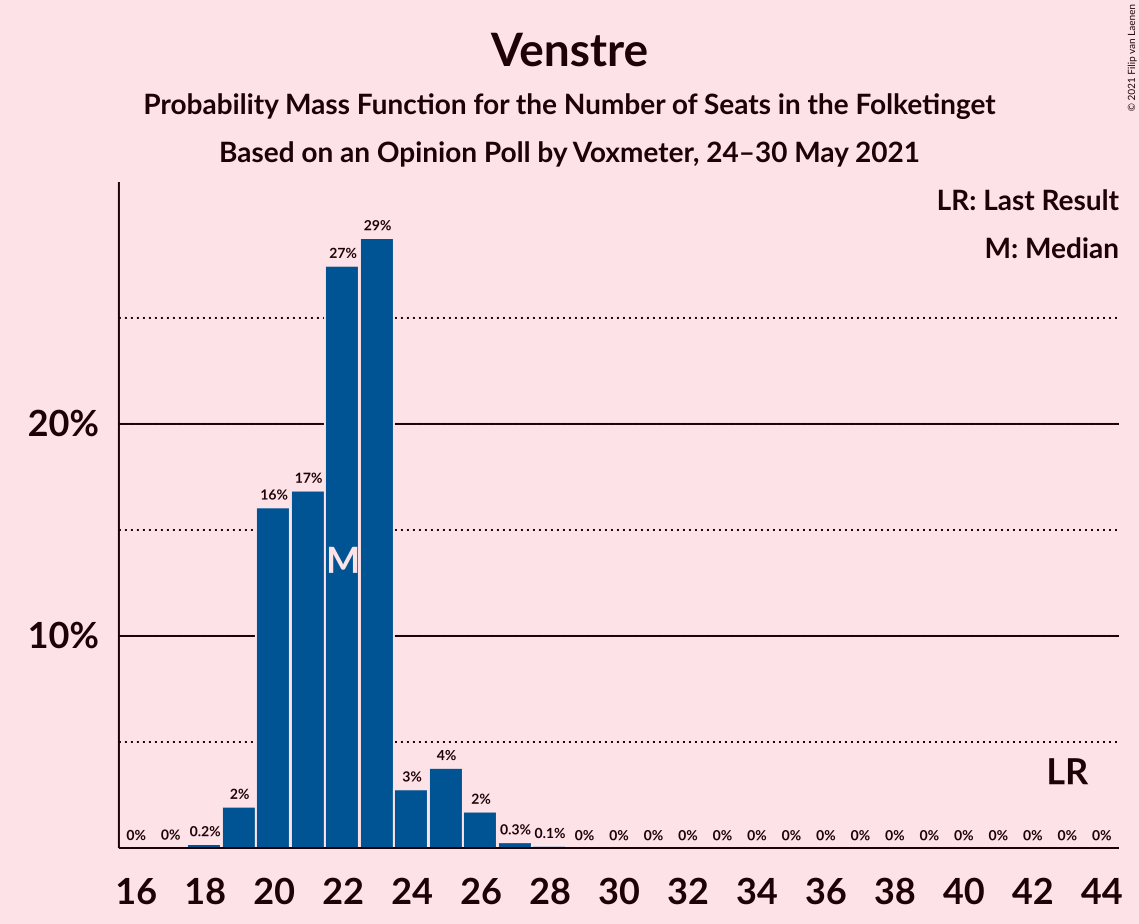 Venstre
Probability Mass Function for the Number of Seats in the Folketinget
Based on an Opinion Poll by Voxmeter, 24–30 May 2021
© 2021 Filip van Laenen
LR: Last Result
M: Median
29%
27%
20%
17%
16%
M
10%
4%
LR
3%
2% 2%
0% 0% 0.2% 0.3% 0.1% 0% 0% 0% 0% 0% 0% 0% 0% 0% 0% 0% 0% 0% 0% 0% 0%
16 18 20 22 24 26 28 30 32 34 36 38 40 42 44